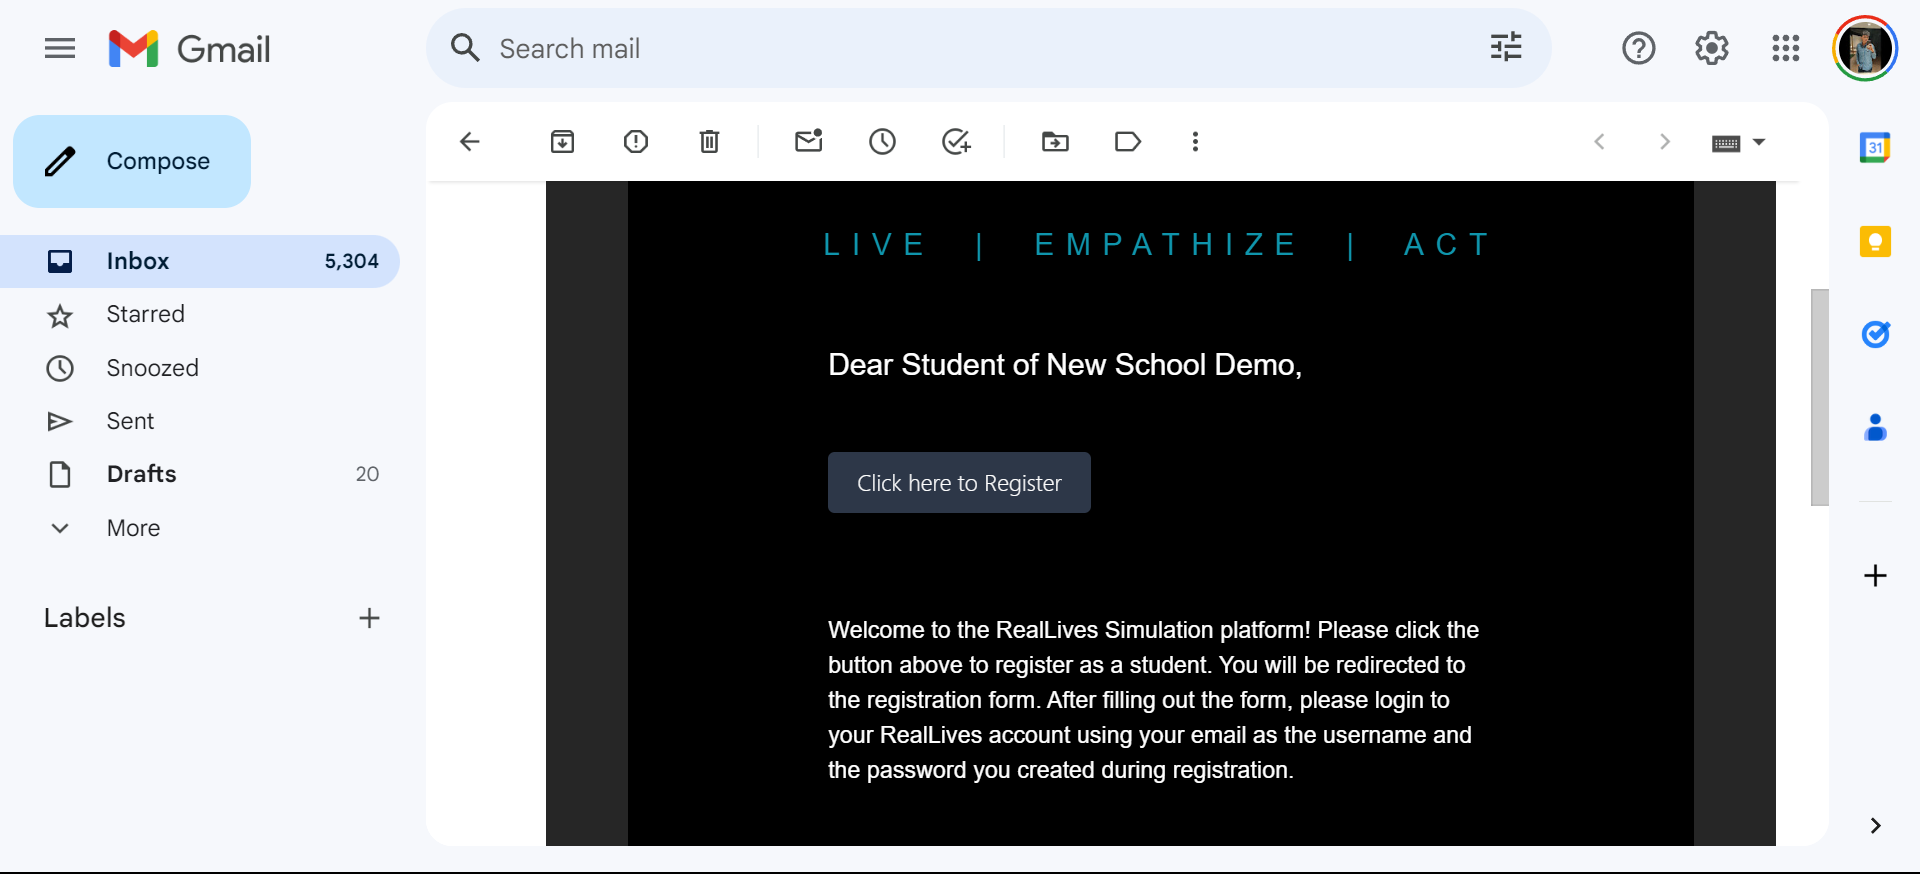 Gmail
Search mail
Compose
Inbox 5,304
Starred
Snoozed
Sent
Drafts 20
More
Labels
31
LIVE | EMPATHIZE | ACT
Dear Student of New School Demo,
Click here to Register
Welcome to the RealLives Simulation platform! Please click the
button above to register as a student. You will be redirected to
the registration form. After filling out the form, please login to
your RealLives account using your email as the username and
the password you created during registration.